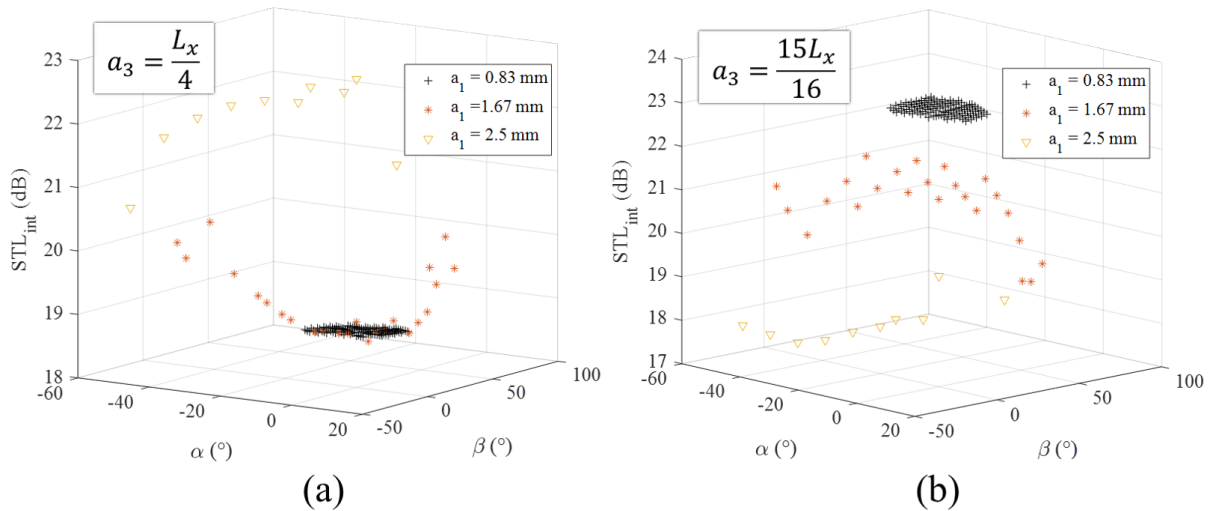 a₃ = Lₓ/4
+ a₁ = 0.83 mm
* a₁ =1.67 mm
▽ a₁ = 2.5 mm
STL_int (dB)
23
22
21
20
19
18
-60
-40
-20
0
20
α (°)
-50
0
50
100
β (°)
(a)
a₃ = 15Lₓ/16
+ a₁ = 0.83 mm
* a₁ = 1.67 mm
▽ a₁ = 2.5 mm
STL_int (dB)
24
23
22
21
20
19
18
17
-60
-40
-20
0
20
α (°)
-50
0
50
100
β (°)
(b)